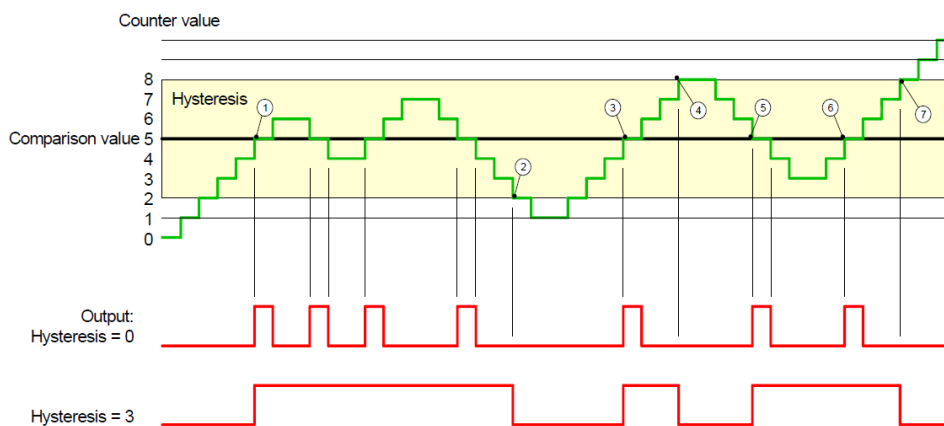 Counter value
8
Hysteresis
7
6
Comparison value 5
4
3
2
1
0
1
2
3
4
5
6
7
Output:
Hysteresis = 0
Hysteresis = 3